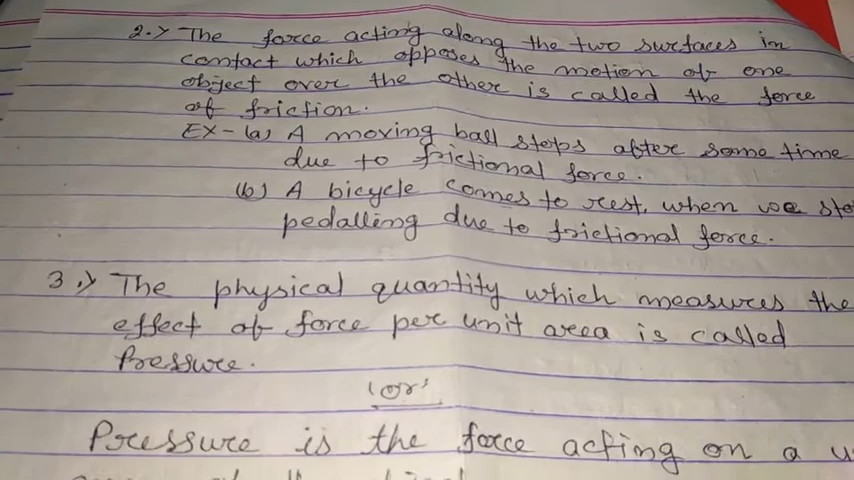 2.> The force acting along the two surfaces in
contact which opposes the motion of one
object over the other is called the force
of friction.
EX- (a) A moving ball stops after some time
due to frictional force.
(b) A bicycle comes to rest, when we
pedalling due to frictional force.
3.> The physical quantity which measures the
effect of force per unit area is called
Pressure.
(or)
Pressure is the force acting on a